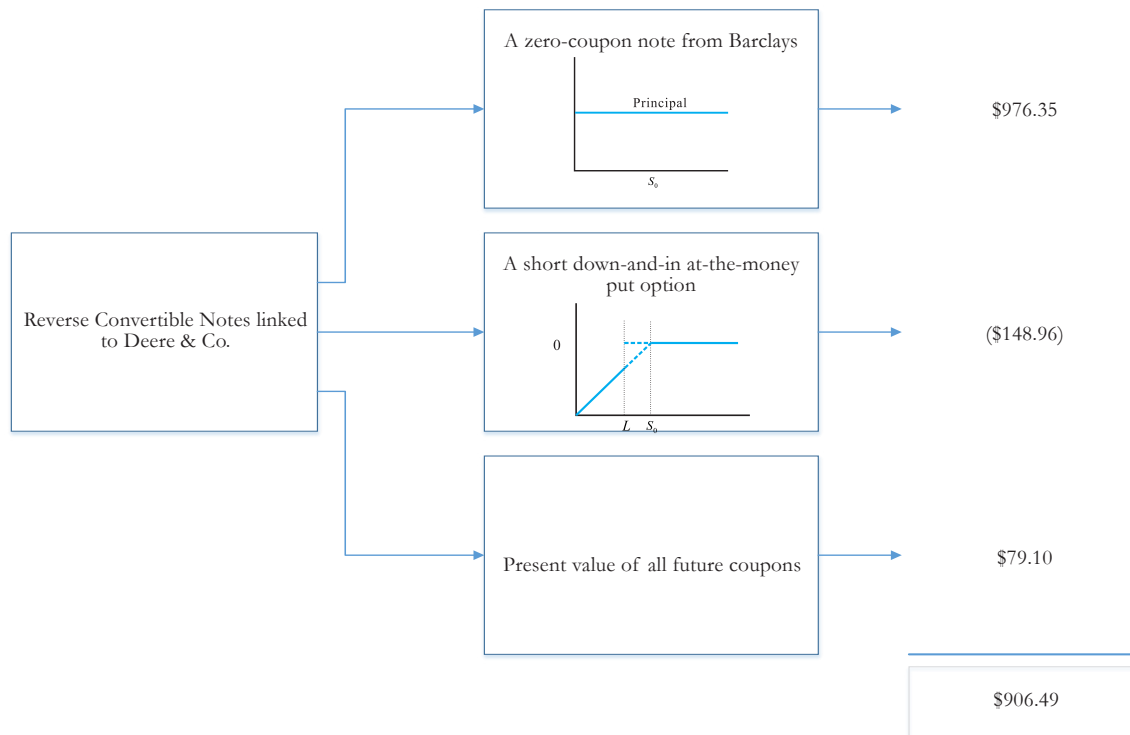 A zero-coupon note from Barclays
Principal
S₀
$976.35
Reverse Convertible Notes linked
to Deere & Co.
A short down-and-in at-the-money
put option
0
L S₀
($148.96)
Present value of all future coupons
$79.10
$906.49